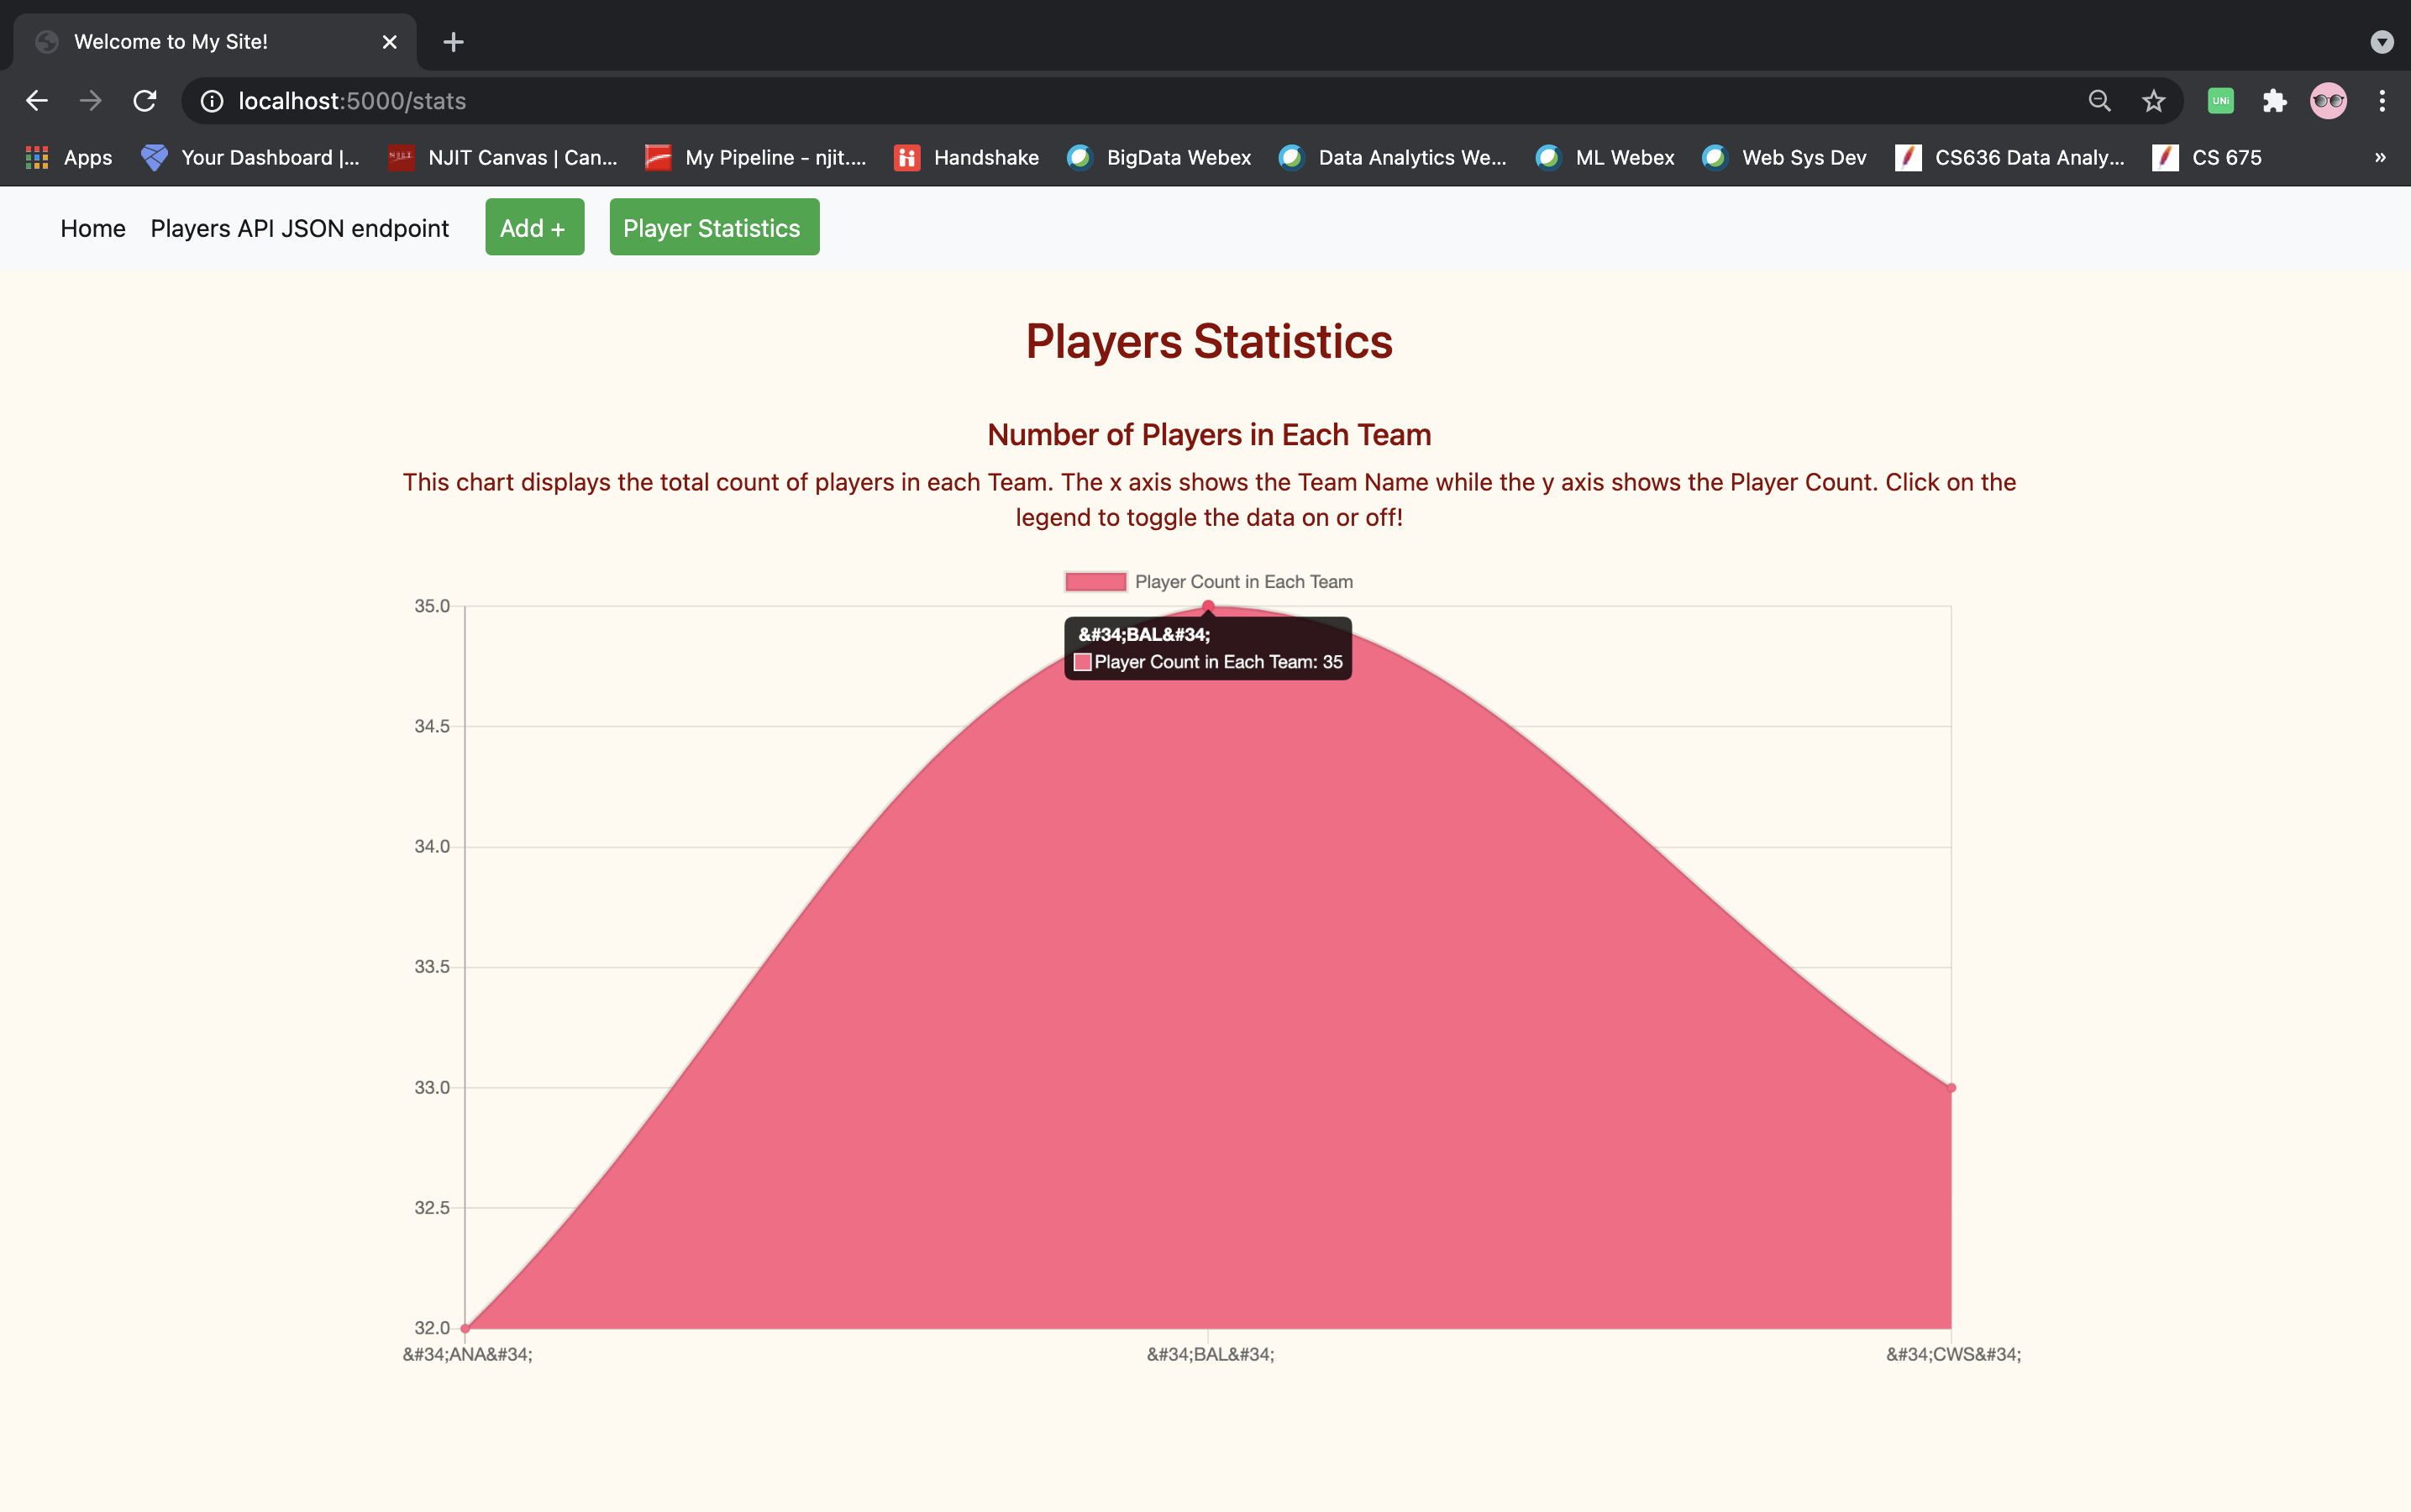 Welcome to My Site!
localhost:5000/stats
UNi
Apps
Your Dashboard |...
NJIT
NJIT Canvas | Can...
My Pipeline - njit....
Handshake
BigData Webex
Data Analytics We...
ML Webex
Web Sys Dev
CS636 Data Analy...
CS 675
»
Home
Players API JSON endpoint
Add +
Player Statistics
Players Statistics
Number of Players in Each Team
This chart displays the total count of players in each Team. The x axis shows the Team Name while the y axis shows the Player Count. Click on the
legend to toggle the data on or off!
Player Count in Each Team
35.0
&#34;BAL&#34;
Player Count in Each Team: 35
34.5
34.0
33.5
33.0
32.5
32.0
&#34;ANA&#34;
&#34;BAL&#34;
&#34;CWS&#34;